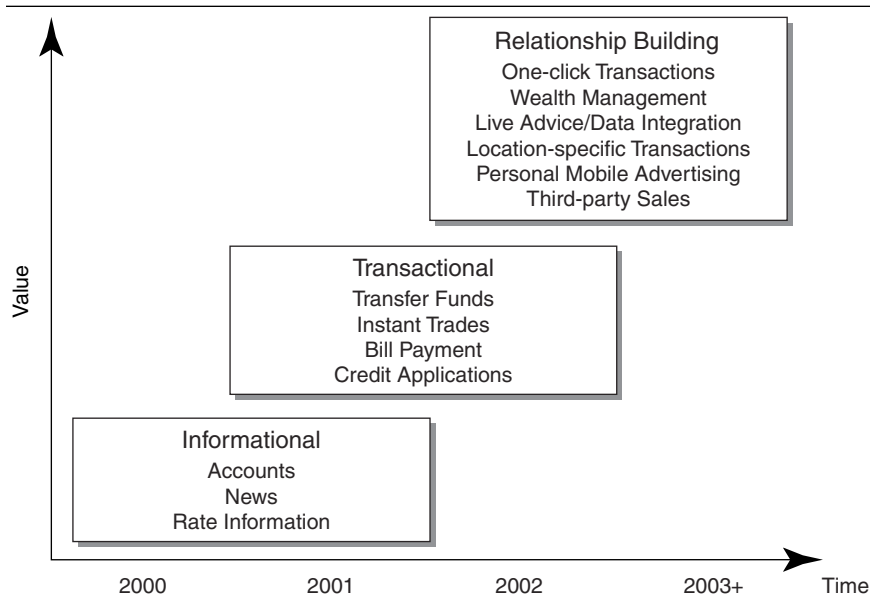 Relationship Building
One-click Transactions
Wealth Management
Live Advice/Data Integration
Location-specific Transactions
Personal Mobile Advertising
Third-party Sales
Value
Transactional
Transfer Funds
Instant Trades
Bill Payment
Credit Applications
Informational
Accounts
News
Rate Information
2000 2001 2002 2003+ Time